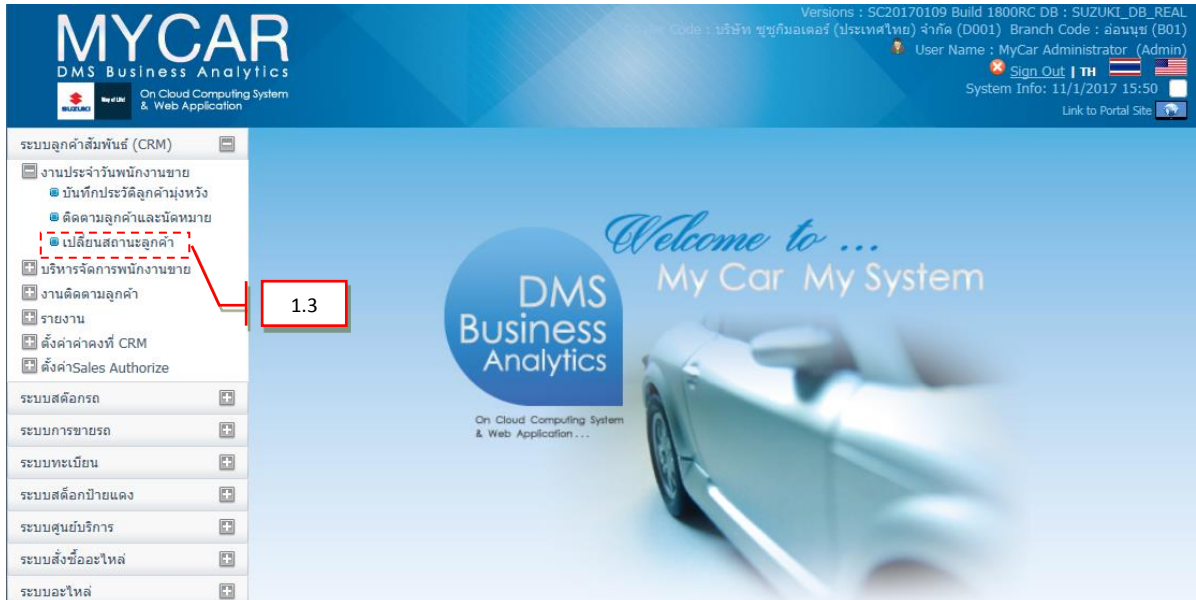 MYCAR
DMS Business Analytics
SUZUKI
Way of Life!
On Cloud Computing System
& Web Application
Versions : SC20170109 Build 1800RC DB : SUZUKI_DB_REAL
Code : บริษัท ซูซูกิมอเตอร์ (ประเทศไทย) จำกัด (D001) Branch Code : อ่อนนุช (B01)
User Name : MyCar Administrator (Admin)
Sign Out | TH
System Info: 11/1/2017 15:50
Link to Portal Site
ระบบลูกค้าสัมพันธ์ (CRM)
งานประจำวันพนักงานขาย
บันทึกประวัติลูกค้ามุ่งหวัง
ติดตามลูกค้าและนัดหมาย
เปลี่ยนสถานะลูกค้า
บริหารจัดการพนักงานขาย
งานติดตามลูกค้า
รายงาน
ตั้งค่าค่าคงที่ CRM
ตั้งค่าSales Authorize
ระบบสต๊อกรถ
ระบบการขายรถ
ระบบทะเบียน
ระบบสต็อกป้ายแดง
ระบบศูนย์บริการ
ระบบสั่งซื้ออะไหล่
ระบบอะไหล่
1.3
Welcome to ...
My Car My System
DMS
Business
Analytics
On Cloud Computing System
& Web Application...